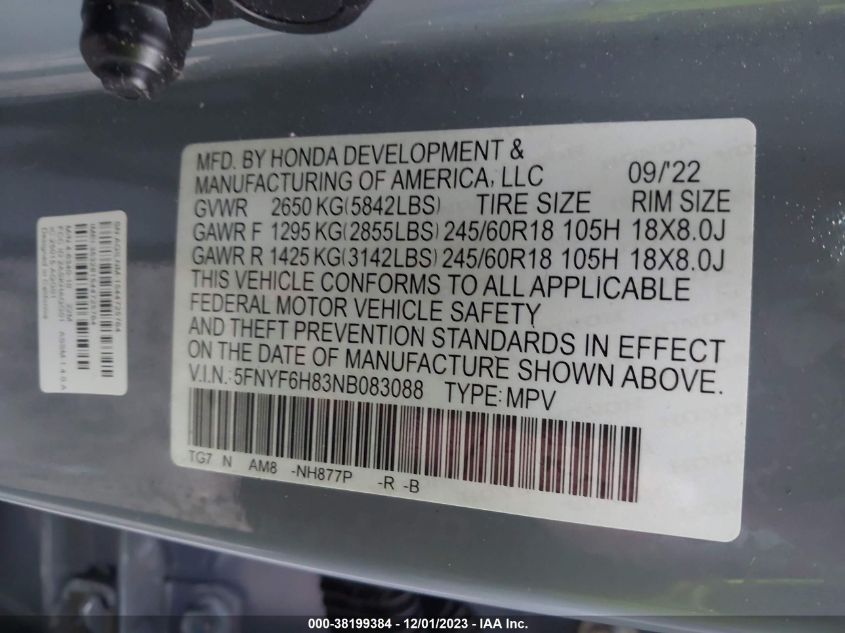 MFD. BY HONDA DEVELOPMENT &
MANUFACTURING OF AMERICA, LLC 09/'22
GVWR 2650 KG(5842LBS) TIRE SIZE RIM SIZE
GAWR F 1295 KG(2855LBS) 245/60R18 105H 18X8.0J
GAWR R 1425 KG(3142LBS) 245/60R18 105H 18X8.0J
THIS VEHICLE CONFORMS TO ALL APPLICABLE
FEDERAL MOTOR VEHICLE SAFETY
AND THEFT PREVENTION STANDARDS IN EFFECT
ON THE DATE OF MANUFACTURE SHOWN ABOVE.
V.I.N.: 5FNYF6H83NB083088 TYPE: MPV
TG7 N AM8 -NH877P -R -B
Designed in California
000-38199384 - 12/01/2023 - IAA Inc.